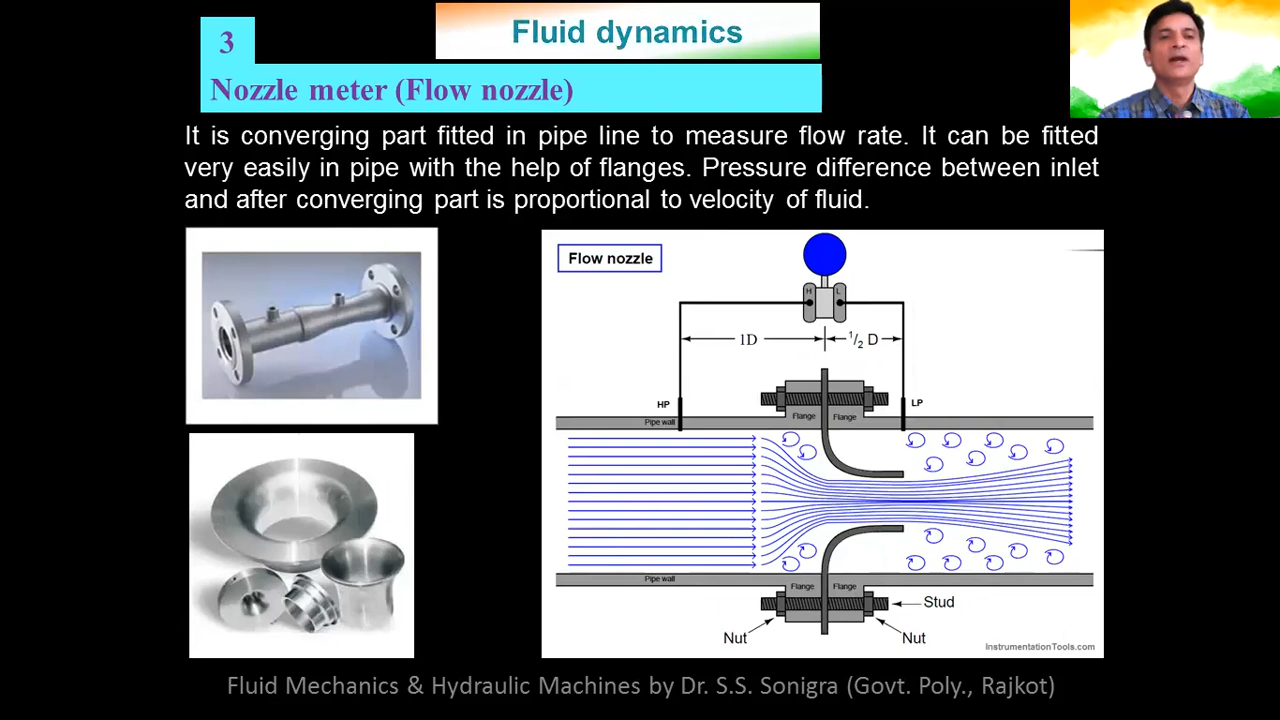 Fluid dynamics
3
Nozzle meter (Flow nozzle)
It is converging part fitted in pipe line to measure flow rate. It can be fitted
very easily in pipe with the help of flanges. Pressure difference between inlet
and after converging part is proportional to velocity of fluid.
Flow nozzle
H L
1D
1/2 D
HP
LP
Flange Flange
Pipe wall
Pipe wall
Flange Flange
Stud
Nut
Nut
InstrumentationTools.com
Fluid Mechanics & Hydraulic Machines by Dr. S.S. Sonigra (Govt. Poly., Rajkot)